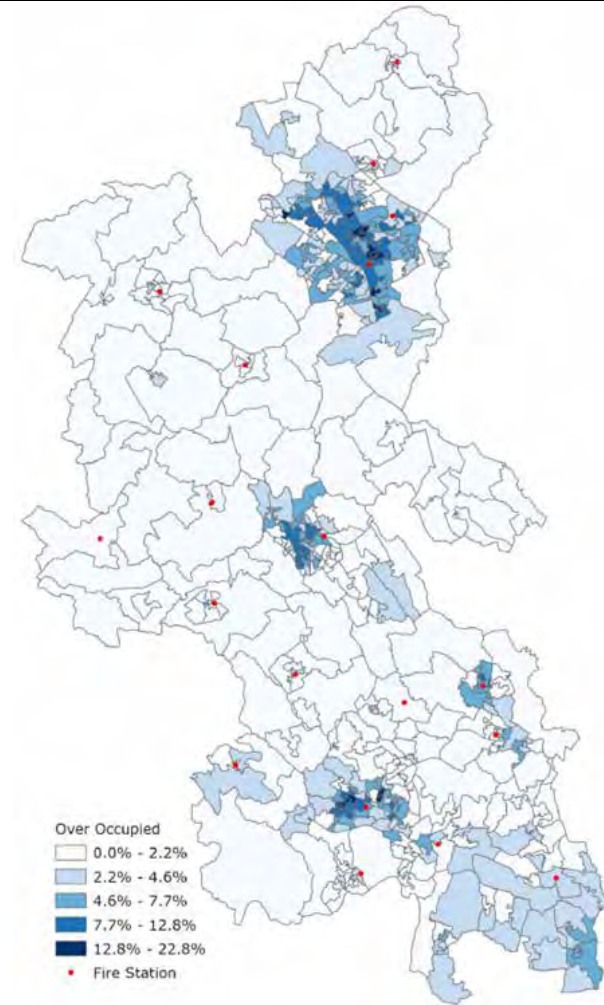 Over Occupied
0.0% - 2.2%
2.2% - 4.6%
4.6% - 7.7%
7.7% - 12.8%
12.8% - 22.8%
Fire Station